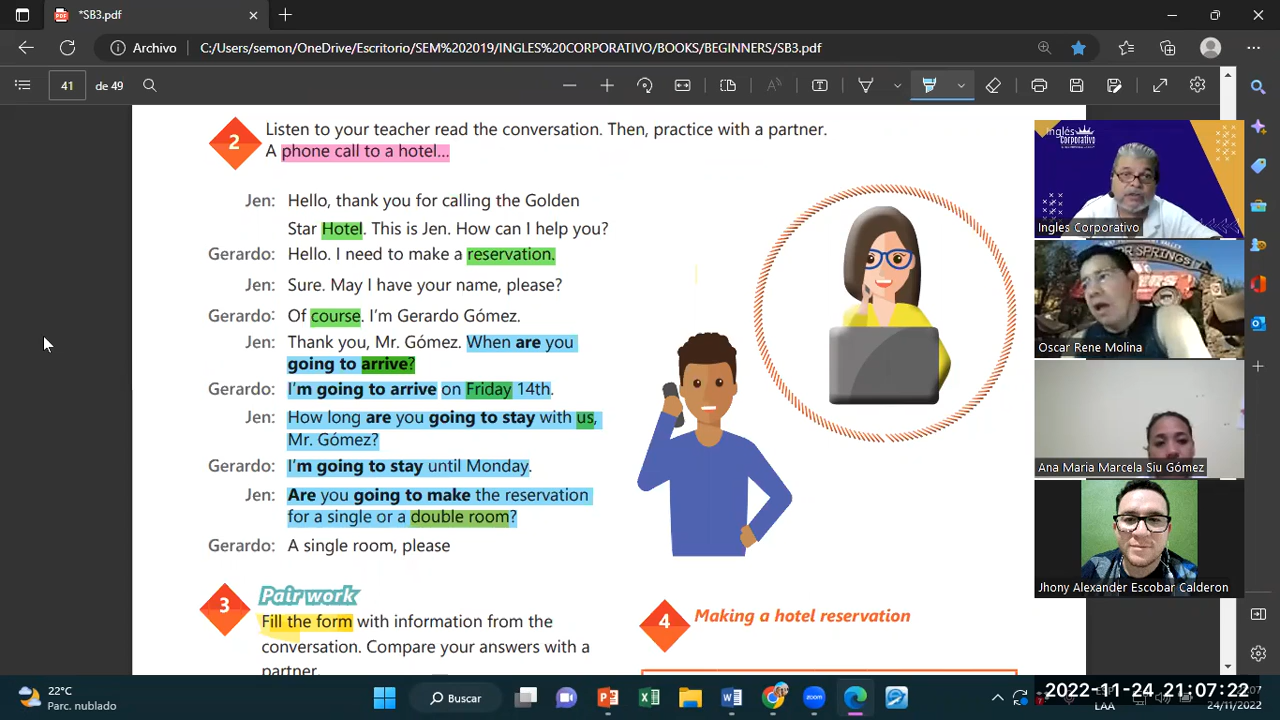 *SB3.pdf
Archivo
C:/Users/semon/OneDrive/Escritorio/SEM%202019/INGLES%20CORPORATIVO/BOOKS/BEGINNERS/SB3.pdf
41 de 49
2
Listen to your teacher read the conversation. Then, practice with a partner.
A phone call to a hotel...
Jen: Hello, thank you for calling the Golden
Star Hotel. This is Jen. How can I help you?
Gerardo: Hello. I need to make a reservation.
Jen: Sure. May I have your name, please?
Gerardo: Of course. I'm Gerardo Gómez.
Jen: Thank you, Mr. Gómez. When are you
going to arrive?
Gerardo: I'm going to arrive on Friday 14th.
Jen: How long are you going to stay with us,
Mr. Gómez?
Gerardo: I'm going to stay until Monday.
Jen: Are you going to make the reservation
for a single or a double room?
Gerardo: A single room, please
3
Pair work
Fill the form with information from the
conversation. Compare your answers with a
partner.
4
Making a hotel reservation
Inglés
Corporativo
Ingles Corporativo
Oscar Rene Molina
Ana Maria Marcela Siu Gómez
Jhony Alexander Escobar Calderon
22°C
Parc. nublado
Buscar
LAA
2022-11-24 21:07:22
24/11/2022